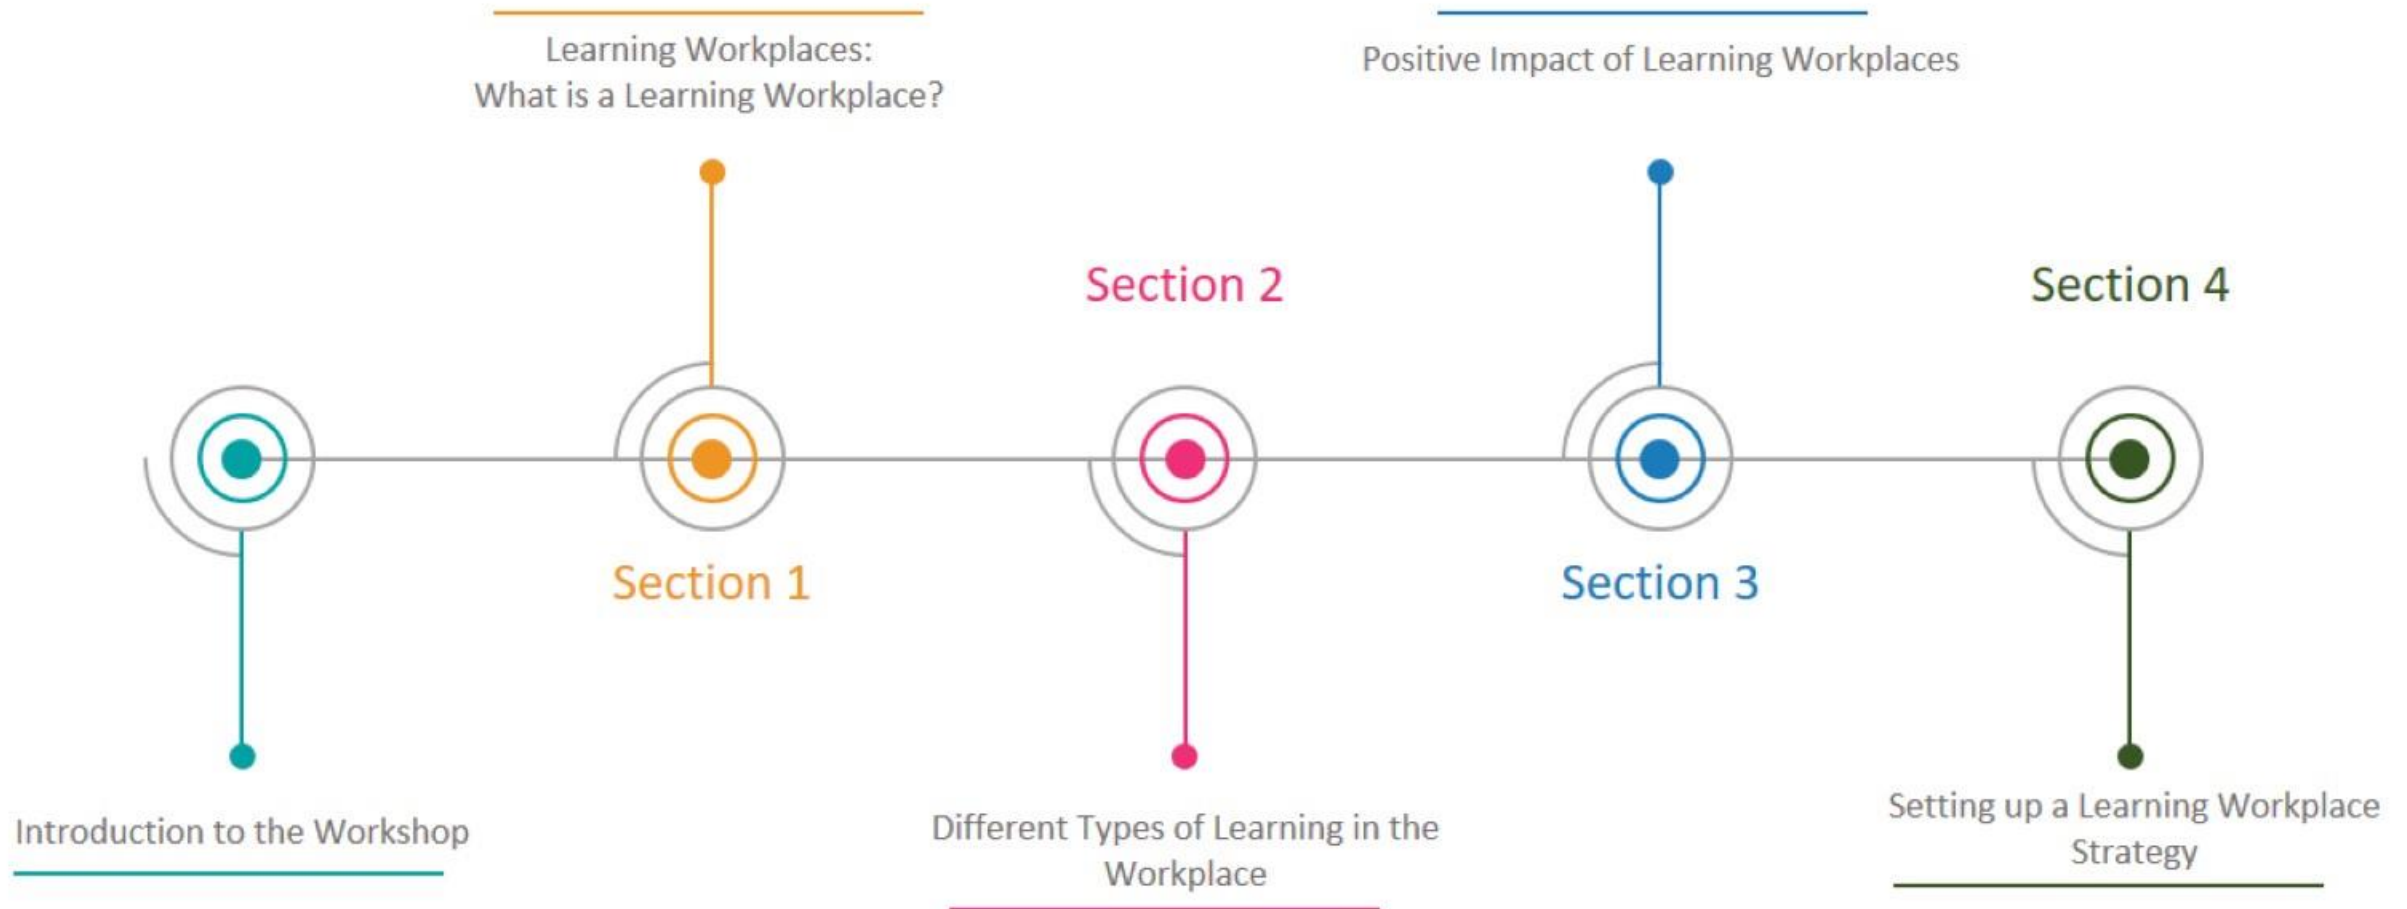 Learning Workplaces:
What is a Learning Workplace?
Positive Impact of Learning Workplaces
Section 2
Section 4
Section 1
Section 3
Introduction to the Workshop
Different Types of Learning in the
Workplace
Setting up a Learning Workplace
Strategy